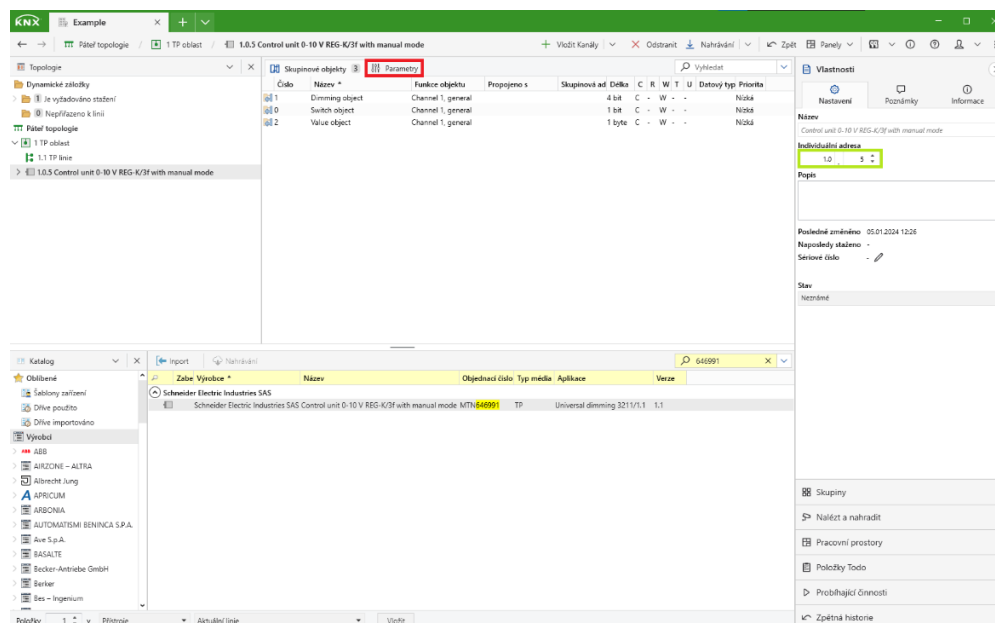 KNX Example × + 
Páteř topologie / 1 TP oblast / 1.0.5 Control unit 0-10 V REG-K/3f with manual mode
Vložit Kanály Odstranit Nahrávání Zpět Panely
Topologie
Dynamické záložky
1 Je vyžadováno stažení
0 Nepřiřazeno k linii
Páteř topologie
1 TP oblast
1.1 TP linie
1.0.5 Control unit 0-10 V REG-K/3f with manual mode
Skupinové objekty 3 Parametry Vyhledat
Číslo Název Funkce objektu Propojeno s Skupinová ad Délka C R W T U Datový typ Priorita
1 Dimming object Channel 1, general 4 bit C - W - - Nízká
0 Switch object Channel 1, general 1 bit C - W - - Nízká
2 Value object Channel 1, general 1 byte C - W - - Nízká
Vlastnosti
Nastavení Poznámky Informace
Název
Control unit 0-10 V REG-K/3f with manual mode
Individuální adresa
1.0 . 5
Popis
Posledně změněno 05.01.2024 12:26
Naposledy staženo -
Sériové číslo -
Stav
Neznámé
Katalog
Import Nahrávání 646991
Oblíbené
Šablony zařízení
Dříve použito
Dříve importováno
Výrobci
ABB ABB
AIRZONE – ALTRA
Albrecht Jung
APRICUM
ARBONIA
AUTOMATISMI BENINCA S.P.A.
Ave S.p.A.
BASALTE
Becker-Antriebe GmbH
Berker
Bes – Ingenium
Zabe Výrobce Název Objednací číslo Typ média Aplikace Verze
Schneider Electric Industries SAS
Schneider Electric Industries SAS Control unit 0-10 V REG-K/3f with manual mode MTN646991 TP Universal dimming 3211/1.1 1.1
Skupiny
Nalézt a nahradit
Pracovní prostory
Položky Todo
Probíhající činnosti
Zpětná historie
Položky 1 v Přístroje Aktuální linie Vložit